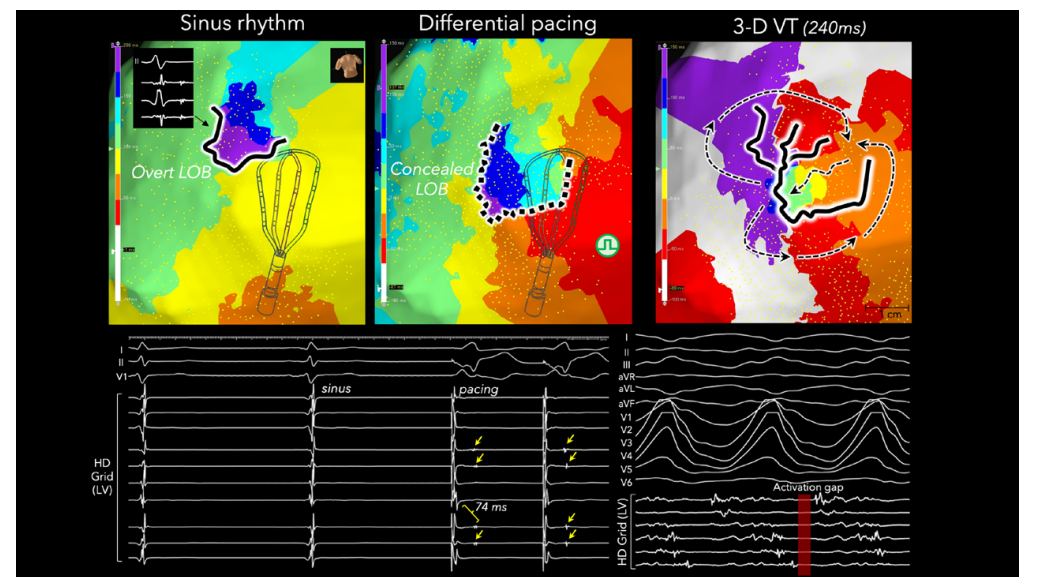 Sinus rhythm
Differential pacing
3-D VT (240ms)
II
Overt LOB
Concealed
LOB
cm
I
II
V1
sinus
pacing
HD
Grid
(LV)
74 ms
I
II
III
aVR
aVL
aVF
V1
V2
V3
V4
V5
V6
Activation gap
HD Grid (LV)